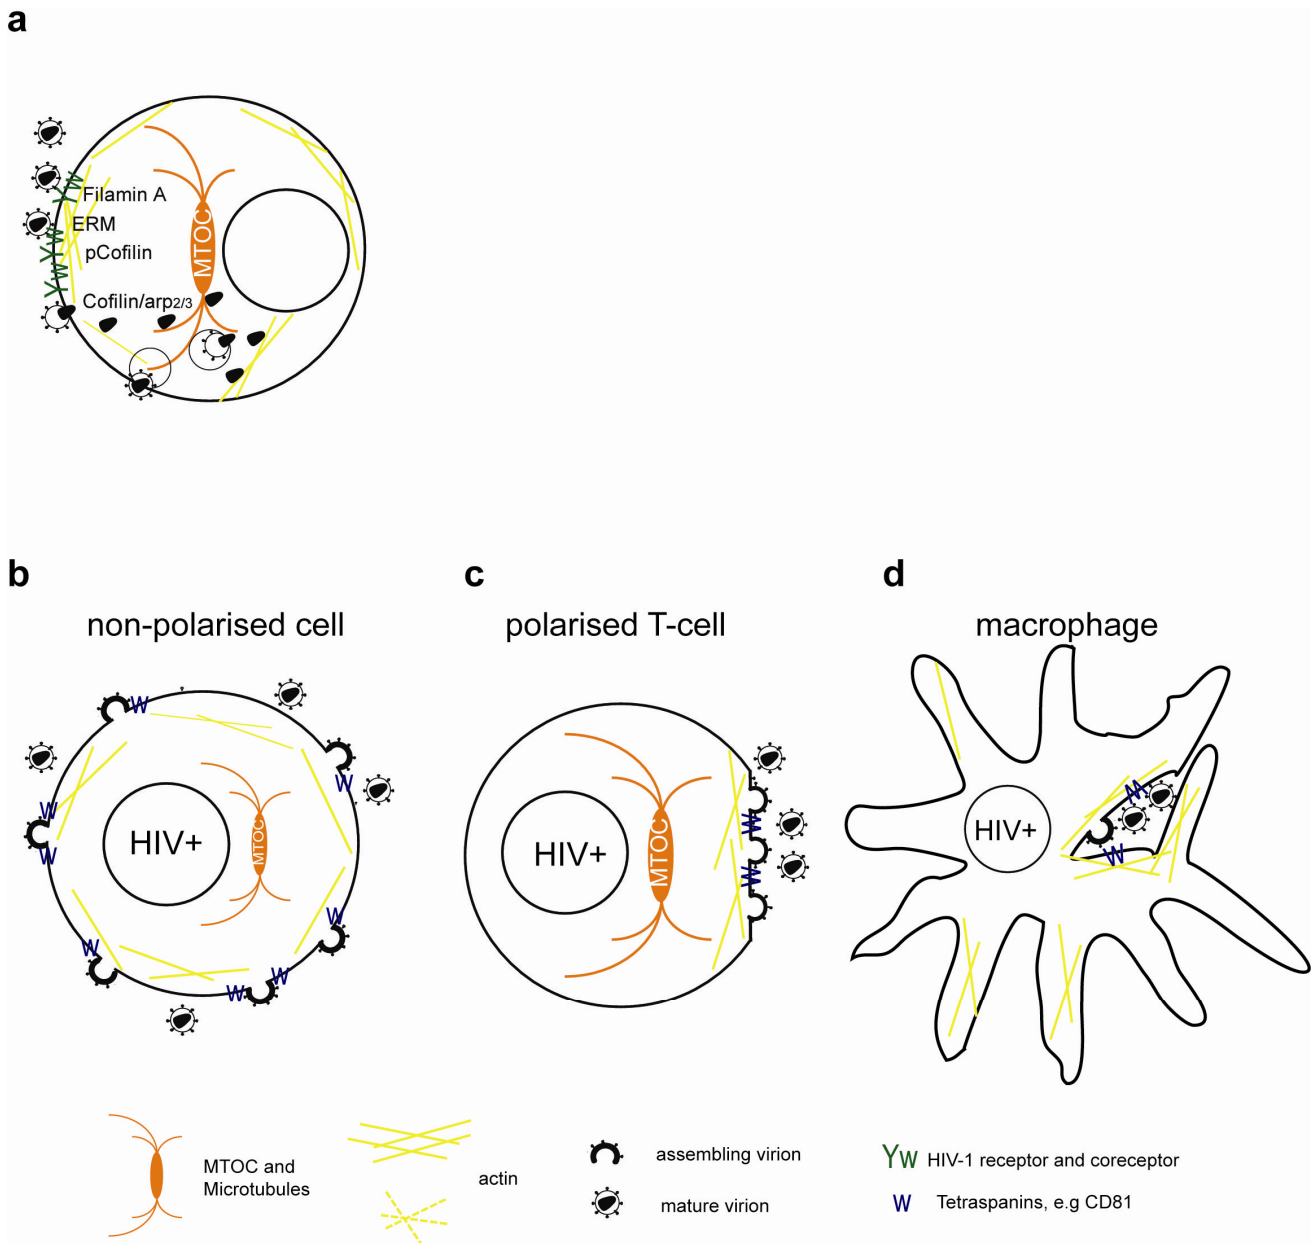 a
Filamin A
ERM
pCofilin
Cofilin/arp2/3
MTOC
b
c
d
non-polarised cell
polarised T-cell
macrophage
W
W
W
W
W
W
W
W
HIV+
MTOC
HIV+
MTOC
W
W
HIV+
W
W
MTOC and
Microtubules
actin
assembling virion
mature virion
Yw HIV-1 receptor and coreceptor
W Tetraspanins, e.g CD81